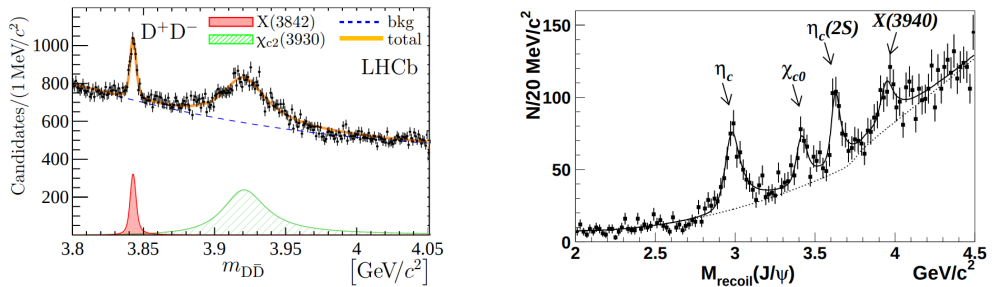 D⁺D⁻
X(3842)
χc2(3930)
bkg
total
LHCb
Candidates/(1 MeV/c²)
1000
800
600
400
200
3.8 3.85 3.9 3.95 4 4.05
m_DD̄ [GeV/c²]
N/20 MeV/c²
150
100
50
0
ηc
χc0
ηc(2S)
X(3940)
2 2.5 3 3.5 4 4.5
M_recoil(J/ψ) GeV/c²